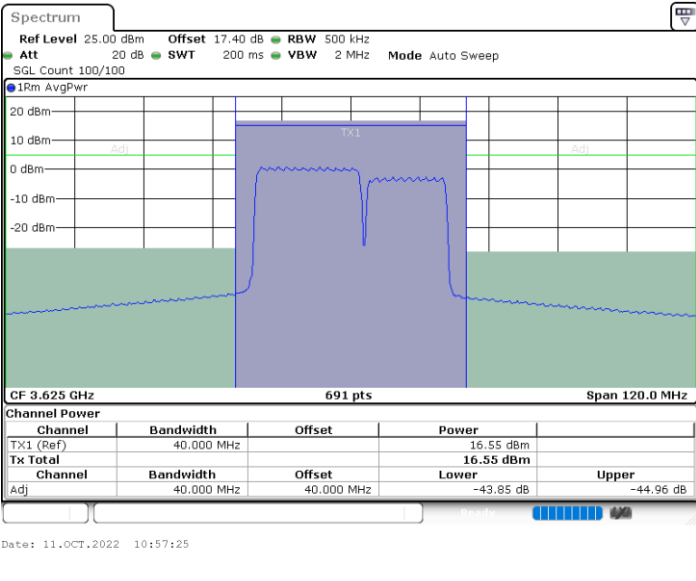 Spectrum
Ref Level 25.00 dBm Offset 17.40 dB RBW 500 kHz
Att 20 dB SWT 200 ms VBW 2 MHz Mode Auto Sweep
SGL Count 100/100
1Rm AvgPwr
20 dBm
TX1
10 dBm
Adj Adj
0 dBm
-10 dBm
-20 dBm
CF 3.625 GHz 691 pts Span 120.0 MHz
Channel Power
Channel Bandwidth Offset Power
TX1 (Ref) 40.000 MHz 16.55 dBm
Tx Total 16.55 dBm
Channel Bandwidth Offset Lower Upper
Adj 40.000 MHz 40.000 MHz -43.85 dB -44.96 dB
Ready
Date: 11.OCT.2022 10:57:25